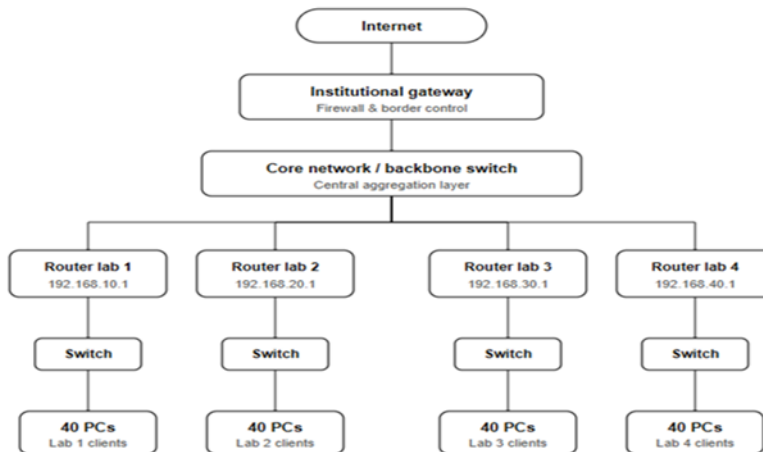 Internet
Institutional gateway
Firewall & border control
Core network / backbone switch
Central aggregation layer
Router lab 1
192.168.10.1
Router lab 2
192.168.20.1
Router lab 3
192.168.30.1
Router lab 4
192.168.40.1
Switch
Switch
Switch
Switch
40 PCs
Lab 1 clients
40 PCs
Lab 2 clients
40 PCs
Lab 3 clients
40 PCs
Lab 4 clients